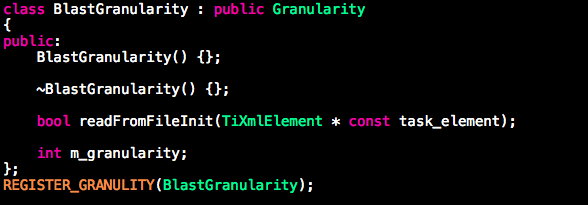 class BlastGranularity : public Granularity
{
public:
    BlastGranularity() {};
    ~BlastGranularity() {};
    bool readFromFileInit(TiXmlElement * const task_element);
    int m_granularity;
};
REGISTER_GRANULITY(BlastGranularity);